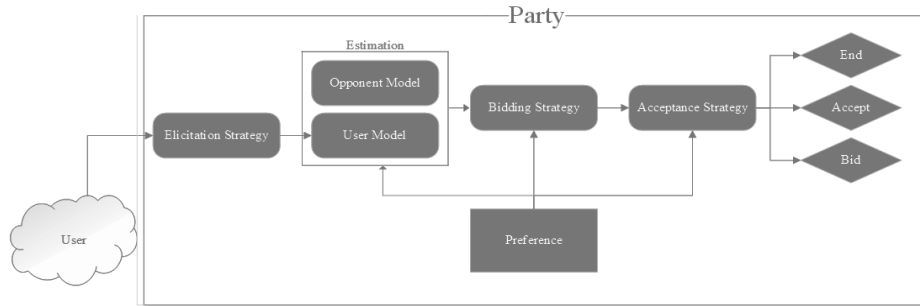 Party
Estimation
End
Opponent Model
Elicitation Strategy
User Model
Bidding Strategy
Acceptance Strategy
Accept
Bid
User
Preference